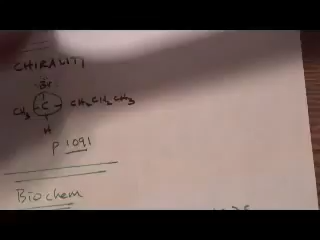 CHIRALITY
Br
CH3 C CH2CH2CH3
H
P 1091
Biochem